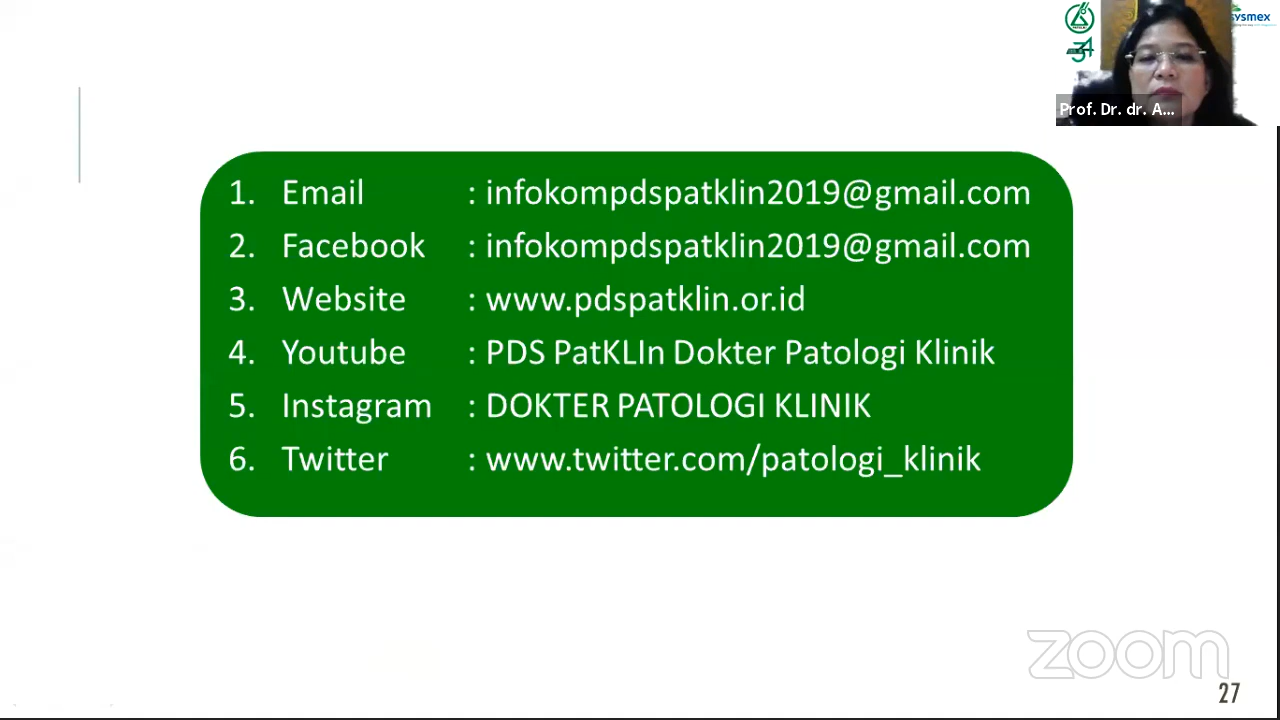 sysmex
Prof. Dr. dr. A...
1. Email : infokompdspatklin2019@gmail.com
2. Facebook : infokompdspatklin2019@gmail.com
3. Website : www.pdspatklin.or.id
4. Youtube : PDS PatKLIn Dokter Patologi Klinik
5. Instagram : DOKTER PATOLOGI KLINIK
6. Twitter : www.twitter.com/patologi_klinik
zoom
27